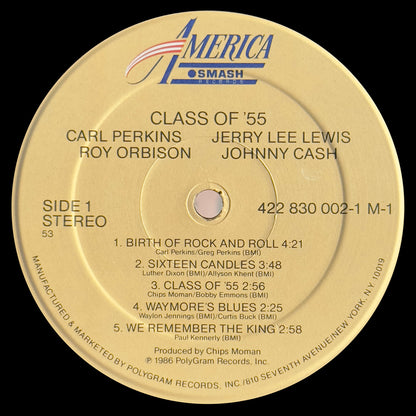 AMERICA
SMASH
RECORDS
CLASS OF '55
CARL PERKINS JERRY LEE LEWIS
ROY ORBISON JOHNNY CASH
SIDE 1 422 830 002-1 M-1
STEREO
53
1. BIRTH OF ROCK AND ROLL 4:21
Carl Perkins/Greg Perkins (BMI)
2. SIXTEEN CANDLES 3:48
Luther Dixon (BMI)/Allyson Khent (BMI)
3. CLASS OF '55 2:56
Chips Moman/Bobby Emmons (BMI)
4. WAYMORE'S BLUES 2:25
Waylon Jennings (BMI)/Curtis Buck (BMI)
5. WE REMEMBER THE KING 2:58
Paul Kennerly (BMI)
Produced by Chips Moman
℗ 1986 PolyGram Records, Inc.
MANUFACTURED & MARKETED BY POLYGRAM RECORDS, INC./810 SEVENTH AVENUE/NEW YORK, N.Y. 10019